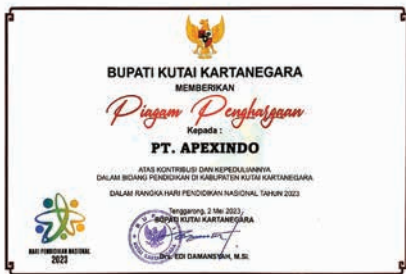 BUPATI KUTAI KARTANEGARA
MEMBERIKAN
Piagam Penghargaan
Kepada :
PT. APEXINDO
ATAS KONTRIBUSI DAN KEPEDULIANNYA
DALAM BIDANG PENDIDIKAN DI KABUPATEN KUTAI KARTANEGARA
DALAM RANGKA HARI PENDIDIKAN NASIONAL TAHUN 2023
Tenggarong, 2 Mei 2023
BUPATI KUTAI KARTANEGARA
Drs. EDI DAMANSYAH, M.SI.
HARI PENDIDIKAN NASIONAL
2023